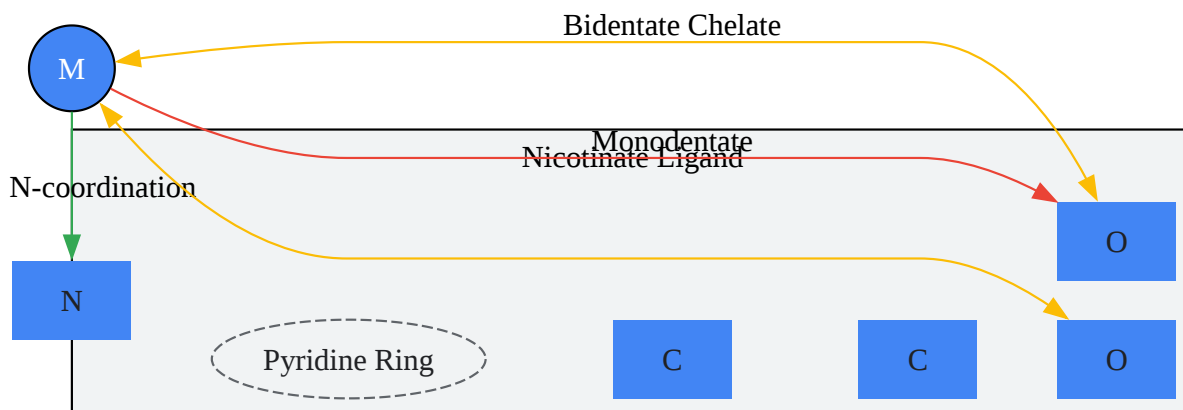 Bidentate Chelate
M
Monodentate
Nicotinate Ligand
N-coordination
O
N
Pyridine Ring
C
C
O